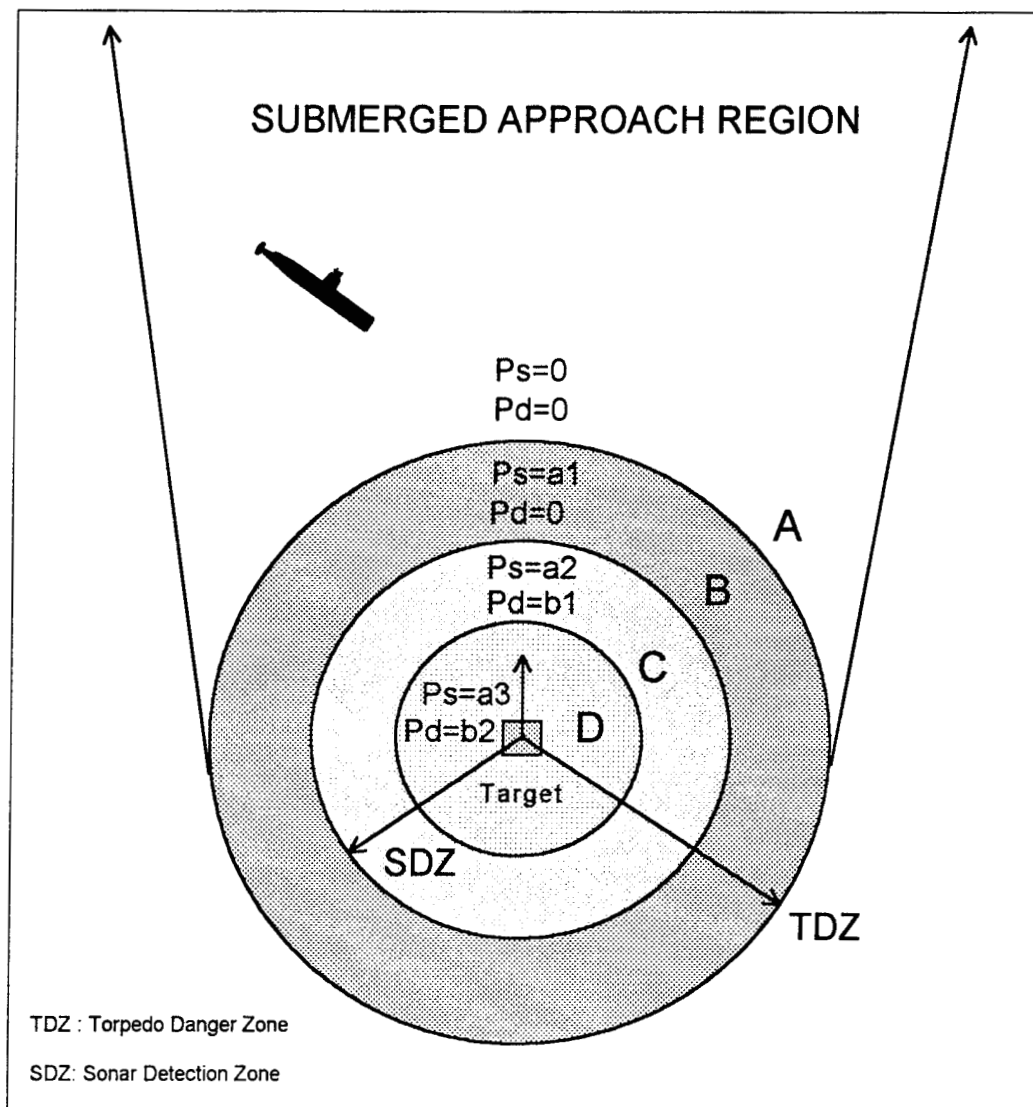 SUBMERGED APPROACH REGION
Ps=0
Pd=0
Ps=a1
Pd=0
A
Ps=a2
Pd=b1
B
C
Ps=a3
Pd=b2
D
Target
SDZ
TDZ
TDZ : Torpedo Danger Zone
SDZ: Sonar Detection Zone